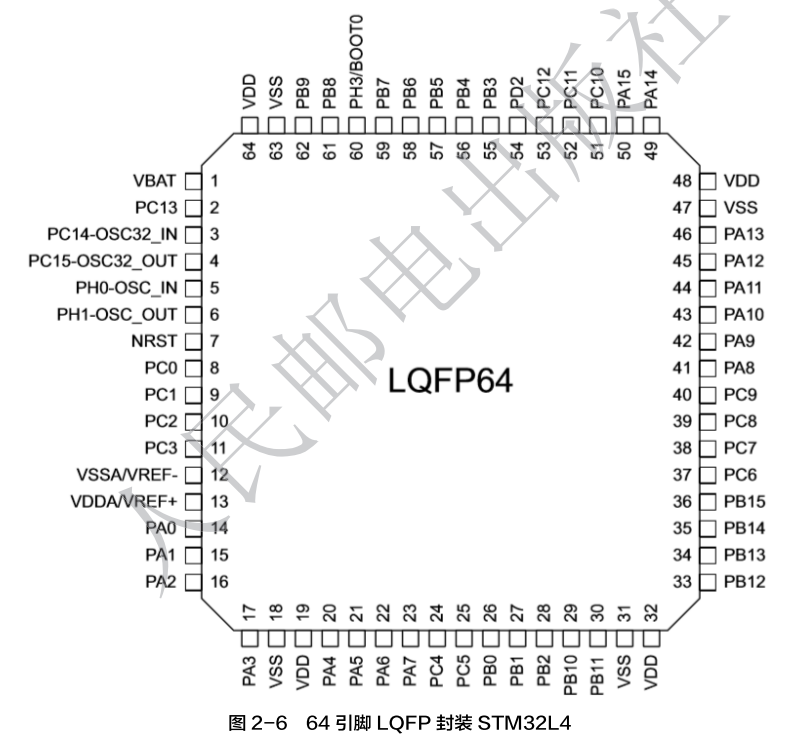 VDD 64
VSS 63
PB9 62
PB8 61
PH3/BOOT0 60
PB7 59
PB6 58
PB5 57
PB4 56
PB3 55
PD2 54
PC12 53
PC11 52
PC10 51
PA15 50
PA14 49
VBAT 1
PC13 2
PC14-OSC32_IN 3
PC15-OSC32_OUT 4
PH0-OSC_IN 5
PH1-OSC_OUT 6
NRST 7
PC0 8
PC1 9
PC2 10
PC3 11
VSSA/VREF- 12
VDDA/VREF+ 13
PA0 14
PA1 15
PA2 16
LQFP64
48 VDD
47 VSS
46 PA13
45 PA12
44 PA11
43 PA10
42 PA9
41 PA8
40 PC9
39 PC8
38 PC7
37 PC6
36 PB15
35 PB14
34 PB13
33 PB12
17 PA3
18 VSS
19 VDD
20 PA4
21 PA5
22 PA6
23 PA7
24 PC4
25 PC5
26 PB0
27 PB1
28 PB2
29 PB10
30 PB11
31 VSS
32 VDD
人民邮电出版社
图 2-6 64 引脚 LQFP 封装 STM32L4